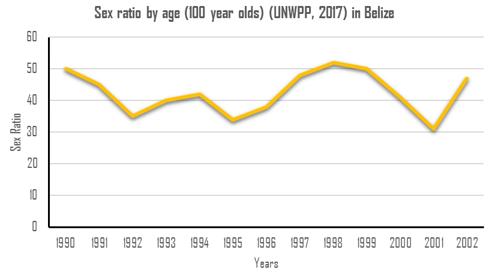 Sex ratio by age (100 year olds) (UNWPP, 2017) in Belize
60
50
40
30
20
10
0
Sex Ratio
1990 1991 1992 1993 1994 1995 1996 1997 1998 1999 2000 2001 2002
Years